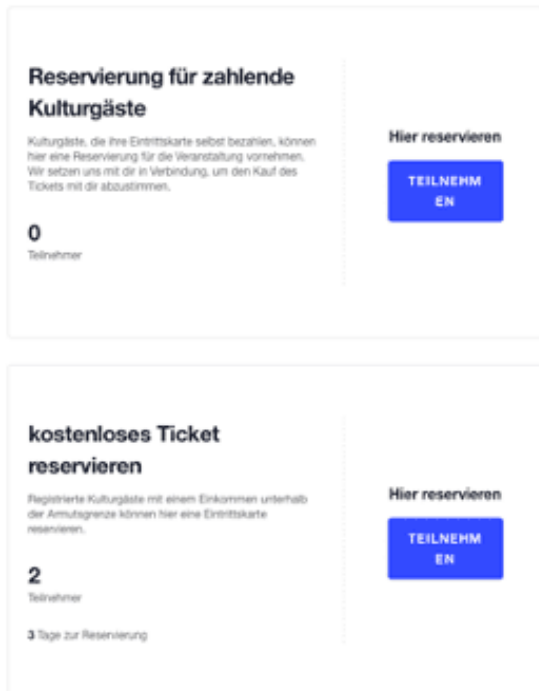 Reservierung für zahlende
Kulturgäste
Kulturgäste, die ihre Eintrittskarte selbst bezahlen, können
hier eine Reservierung für die Veranstaltung vornehmen.
Wir setzen uns mit dir in Verbindung, um den Kauf des
Tickets mit dir abzustimmen.
0
Teilnehmer
Hier reservieren
TEILNEHM
EN
kostenloses Ticket
reservieren
Registrierte Kulturgäste mit einem Einkommen unterhalb
der Armutsgrenze können hier eine Eintrittskarte
reservieren.
2
Teilnehmer
3 Tage zur Reservierung
Hier reservieren
TEILNEHM
EN